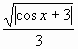 √|cos x + 3|
3